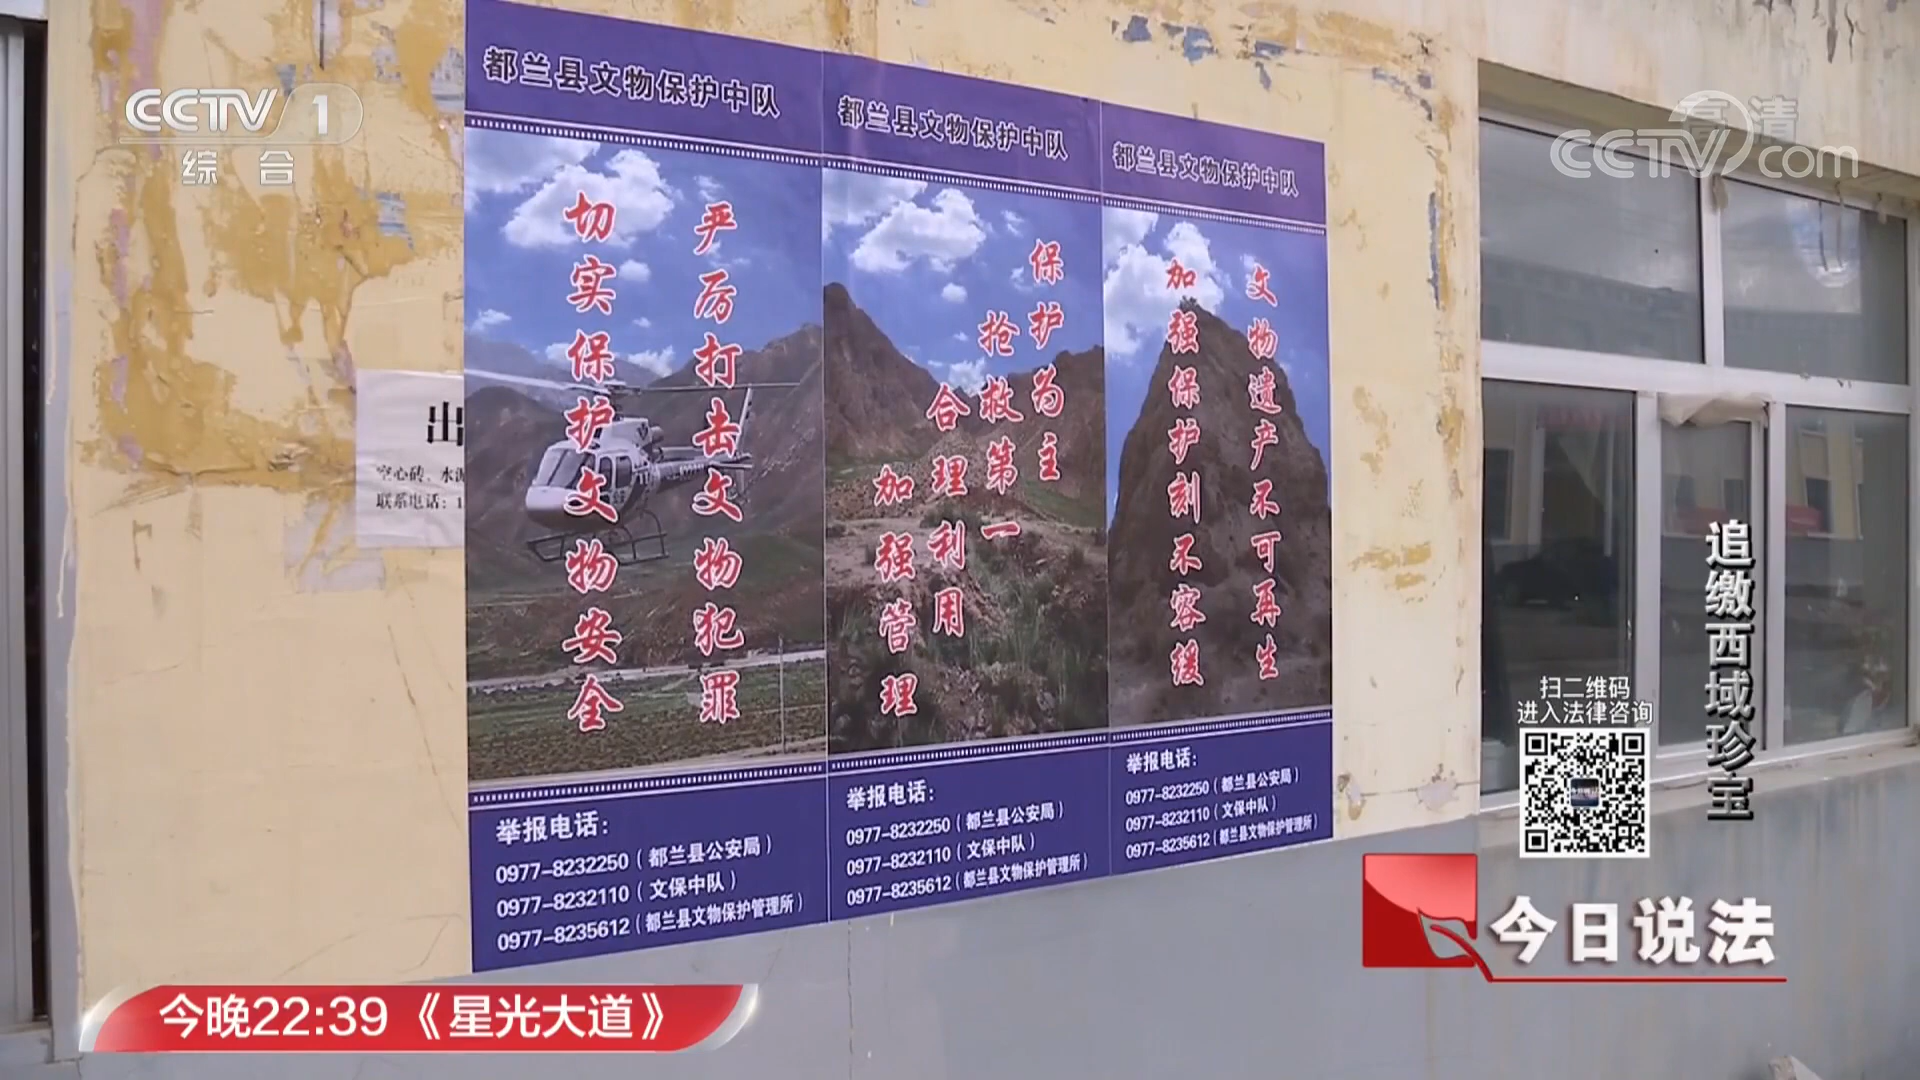 CCTV 1
综合
高清
CCTV.com
都兰县文物保护中队
严厉打击文物犯罪
切实保护文物安全
举报电话：
0977-8232250（都兰县公安局）
0977-8232110（文保中队）
0977-8235612（都兰县文物保护管理所）
都兰县文物保护中队
保护为主
抢救第一
合理利用
加强管理
举报电话：
0977-8232250（都兰县公安局）
0977-8232110（文保中队）
0977-8235612（都兰县文物保护管理所）
都兰县文物保护中队
文物遗产不可再生
加强保护刻不容缓
举报电话：
0977-8232250（都兰县公安局）
0977-8232110（文保中队）
0977-8235612（都兰县文物保护管理所）
出
空心砖、水泥
联系电话：1
追缴西域珍宝
扫二维码
进入法律咨询
今日说法
今晚22:39《星光大道》